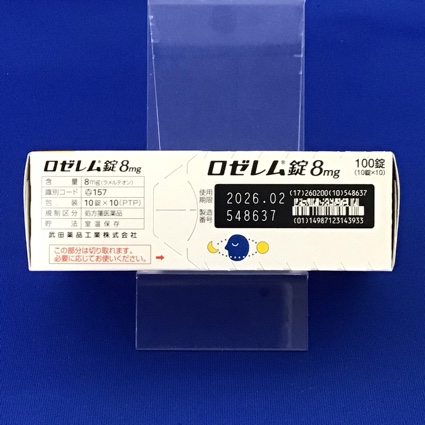 ロゼレム®錠8mg
含 量 8mg(ラメルテオン)
識別コード 157
包 装 10錠×10(PTP)
規制区分 処方箋医薬品
貯 法 室温保存
武田薬品工業株式会社
この部分は切り取れます。
必要に応じてお使いください。
→
ロゼレム®錠8mg
100錠
(10錠×10)
使用期限 2026.02
製造番号 548637
(17)260200(10)548637
(01)14987123143933